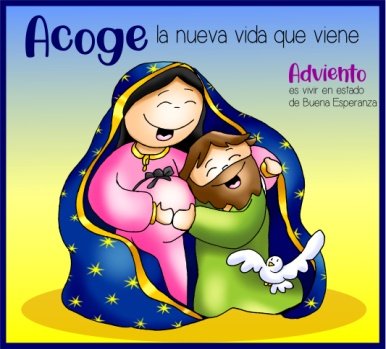 Acoge la nueva vida que viene
Adviento
es vivir en estado
de Buena Esperanza